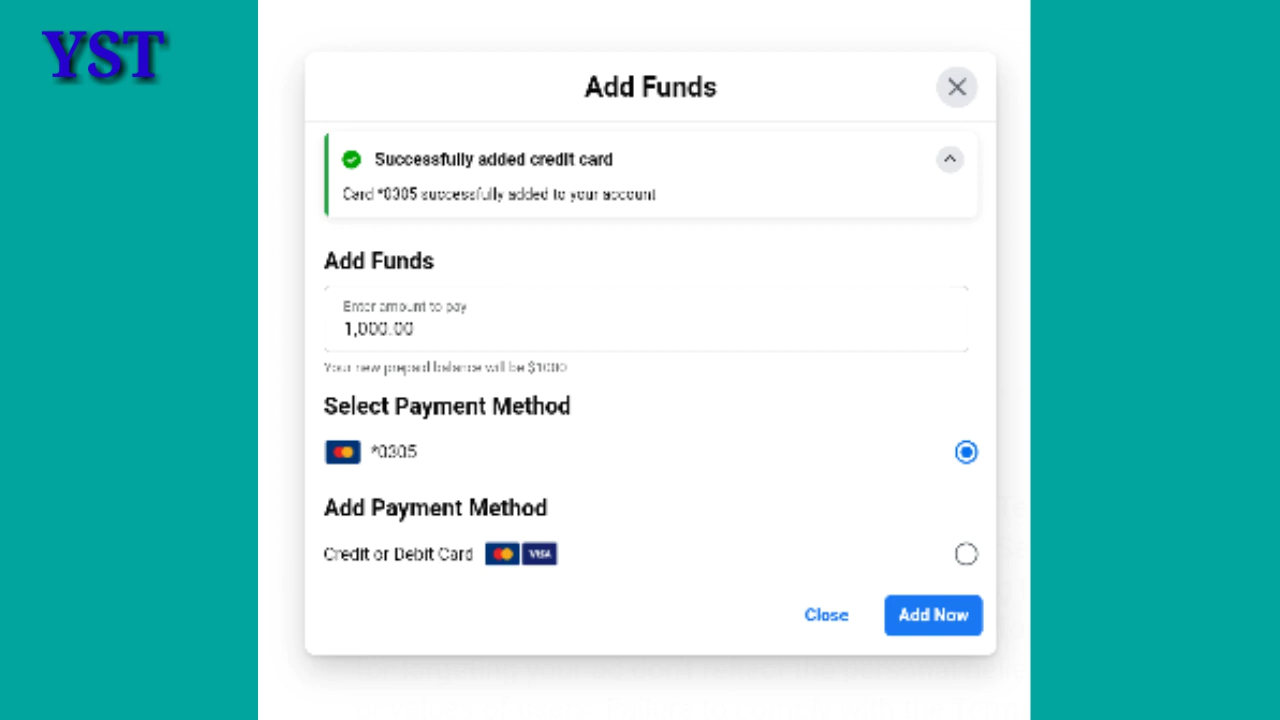 YST
Add Funds
Successfully added credit card
Card *0305 successfully added to your account
Add Funds
Enter amount to pay
1,000.00
Your new prepaid balance will be $1000
Select Payment Method
*0305
Add Payment Method
Credit or Debit Card VISA
Close Add Now